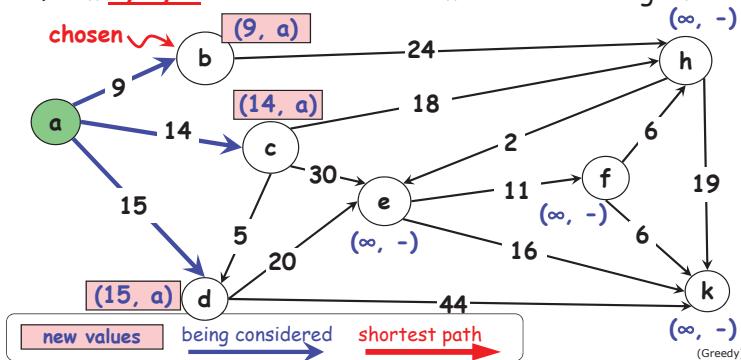 (∞, -)
chosen
(9, a)
b
24
h
9
(14, a)
18
a
14
c
2
6
30
f
19
15
e
11
(∞, -)
5
(∞, -)
6
20
16
(15, a)
d
44
k
new values
being considered
shortest path
(∞, -)
(Greedy